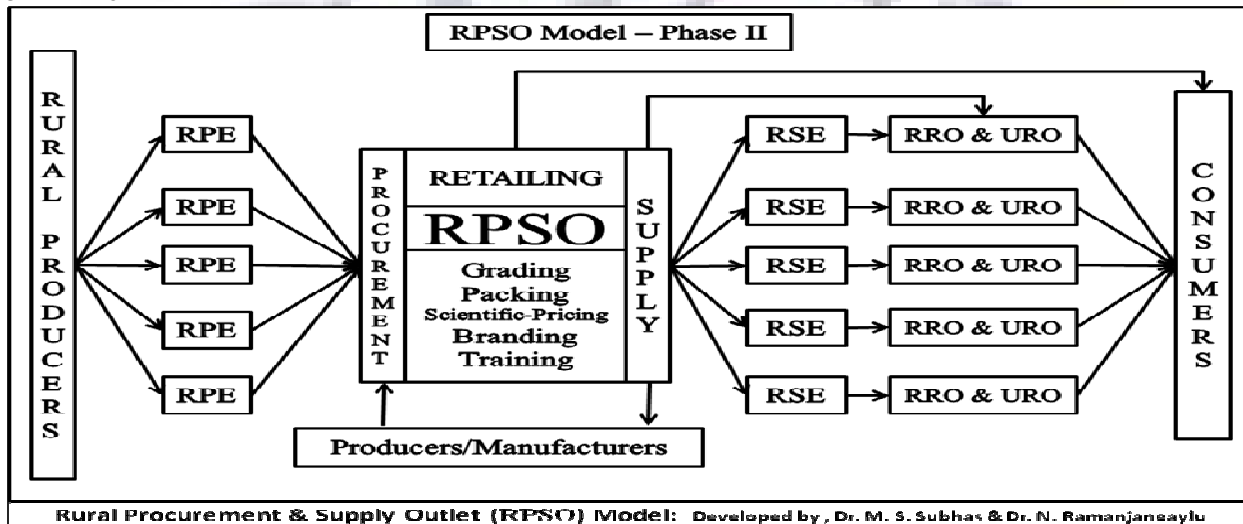 RPSO Model – Phase II
RURAL PRODUCERS
RPE
RPE
RPE
RPE
RPE
PROCUREMENT
RETAILING
RPSO
Grading
Packing
Scientific-Pricing
Branding
Training
SUPPLY
Producers/Manufacturers
RSE
RRO & URO
RSE
RRO & URO
RSE
RRO & URO
RSE
RRO & URO
RSE
RRO & URO
CONSUMERS
Rural Procurement & Supply Outlet (RPSO) Model: Developed by , Dr. M. S. Subhas & Dr. N. Ramanjaneaylu